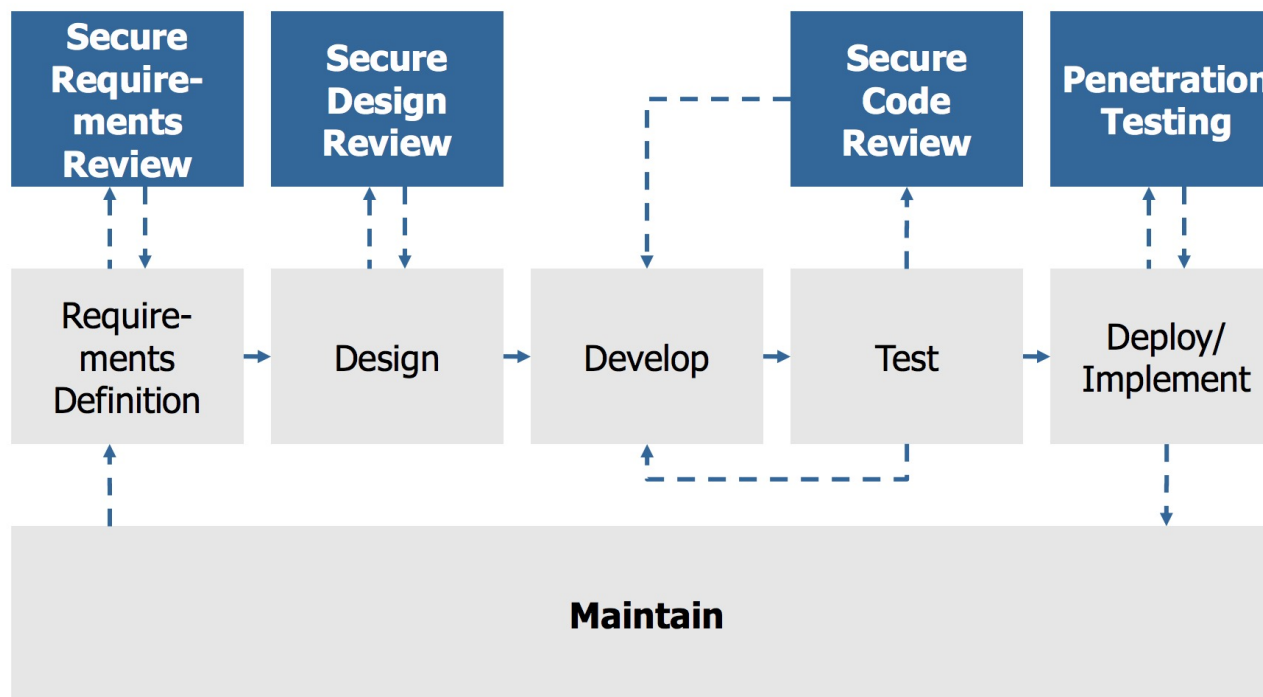 Secure
Require-
ments
Review
Secure
Design
Review
Secure
Code
Review
Penetration
Testing
Require-
ments
Definition
Design
Develop
Test
Deploy/
Implement
Maintain